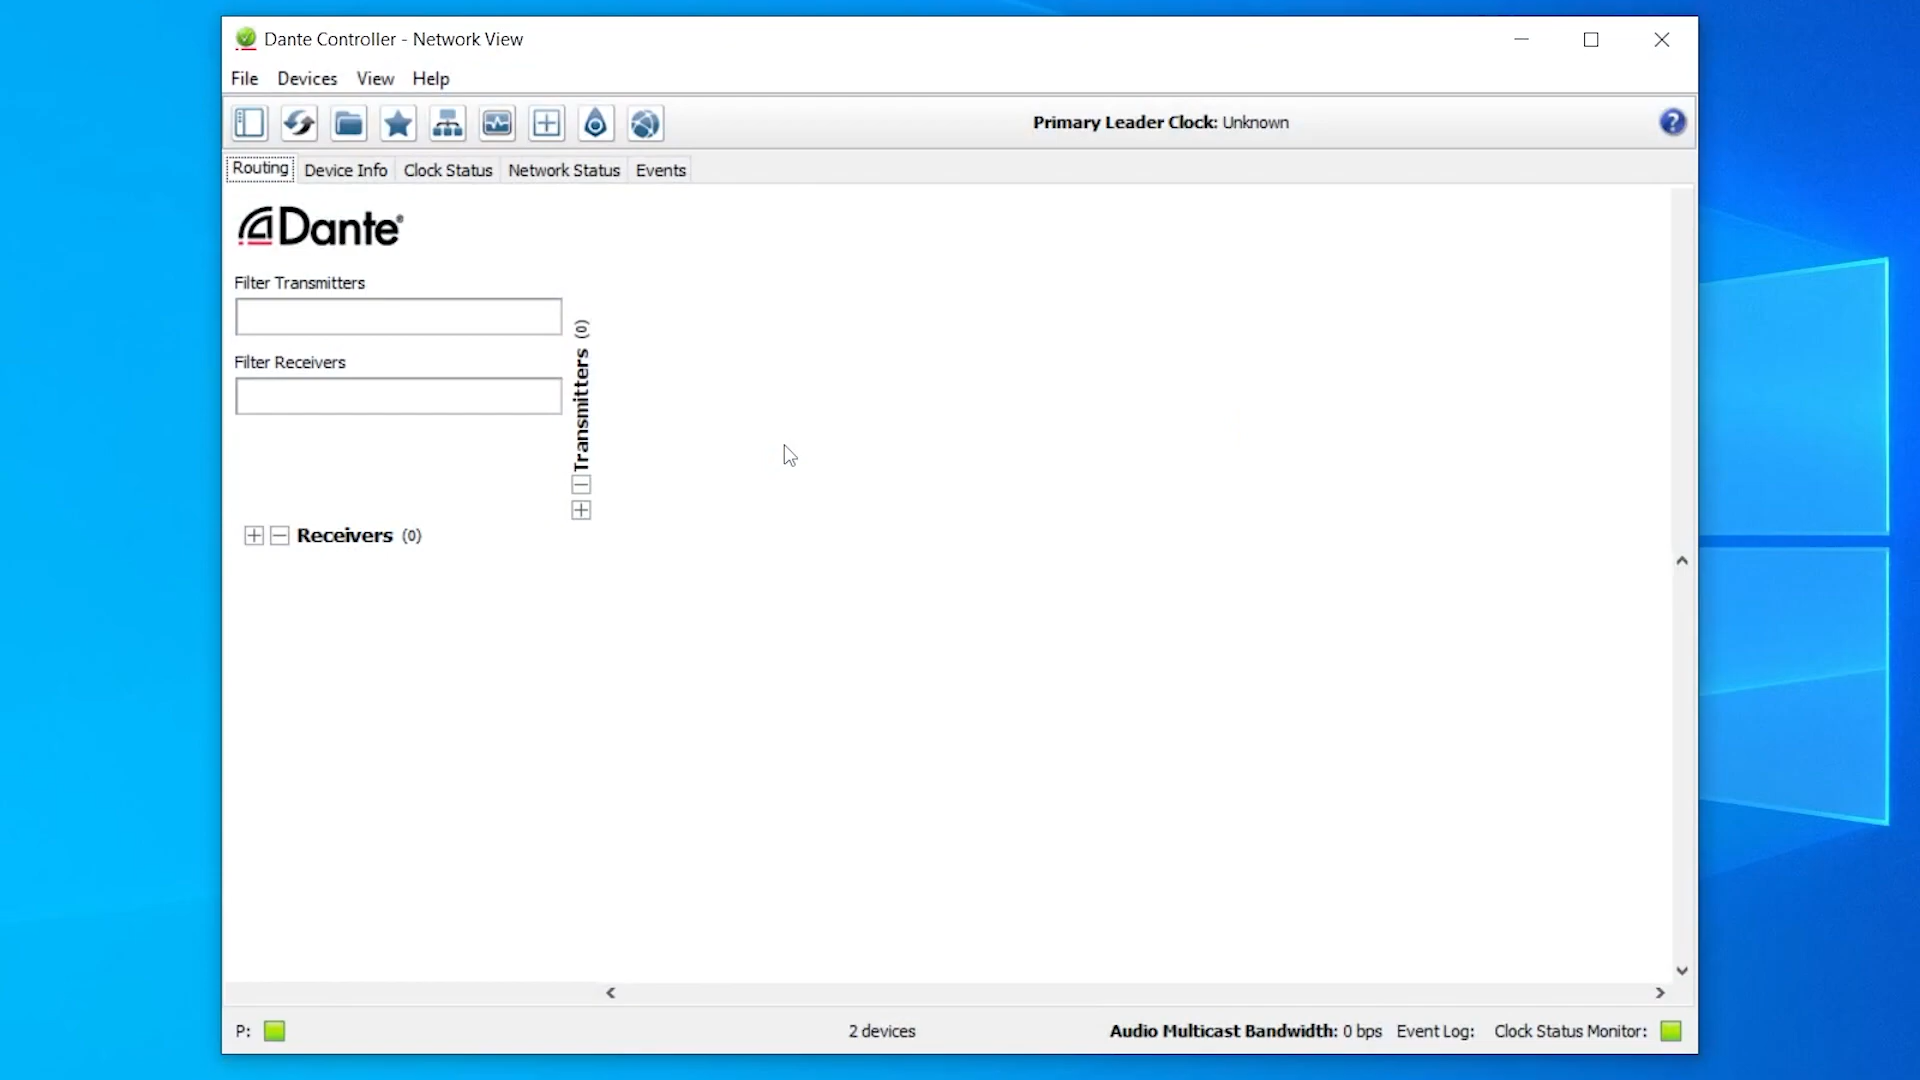 Dante Controller - Network View
File Devices View Help
Primary Leader Clock: Unknown
?
Routing Device Info Clock Status Network Status Events
Dante®
Filter Transmitters
Filter Receivers
Transmitters (0)
Receivers (0)
P:
2 devices
Audio Multicast Bandwidth: 0 bps Event Log: Clock Status Monitor: